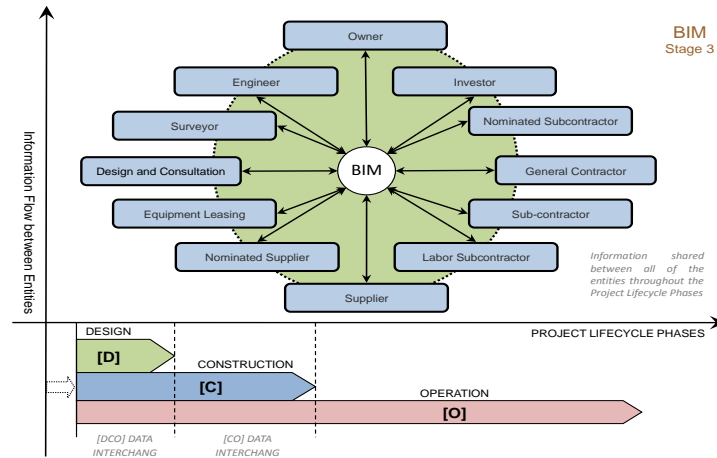 BIM
Stage 3
Owner
Engineer
Investor
Surveyor
Nominated Subcontractor
Design and Consultation
BIM
General Contractor
Equipment Leasing
Sub-contractor
Nominated Supplier
Labor Subcontractor
Supplier
Information shared
between all of the
entities throughout the
Project Lifecycle Phases
Information Flow between Entities
PROJECT LIFECYCLE PHASES
DESIGN
[D]
CONSTRUCTION
[C]
OPERATION
[O]
[DCO] DATA
INTERCHANG
[CO] DATA
INTERCHANG